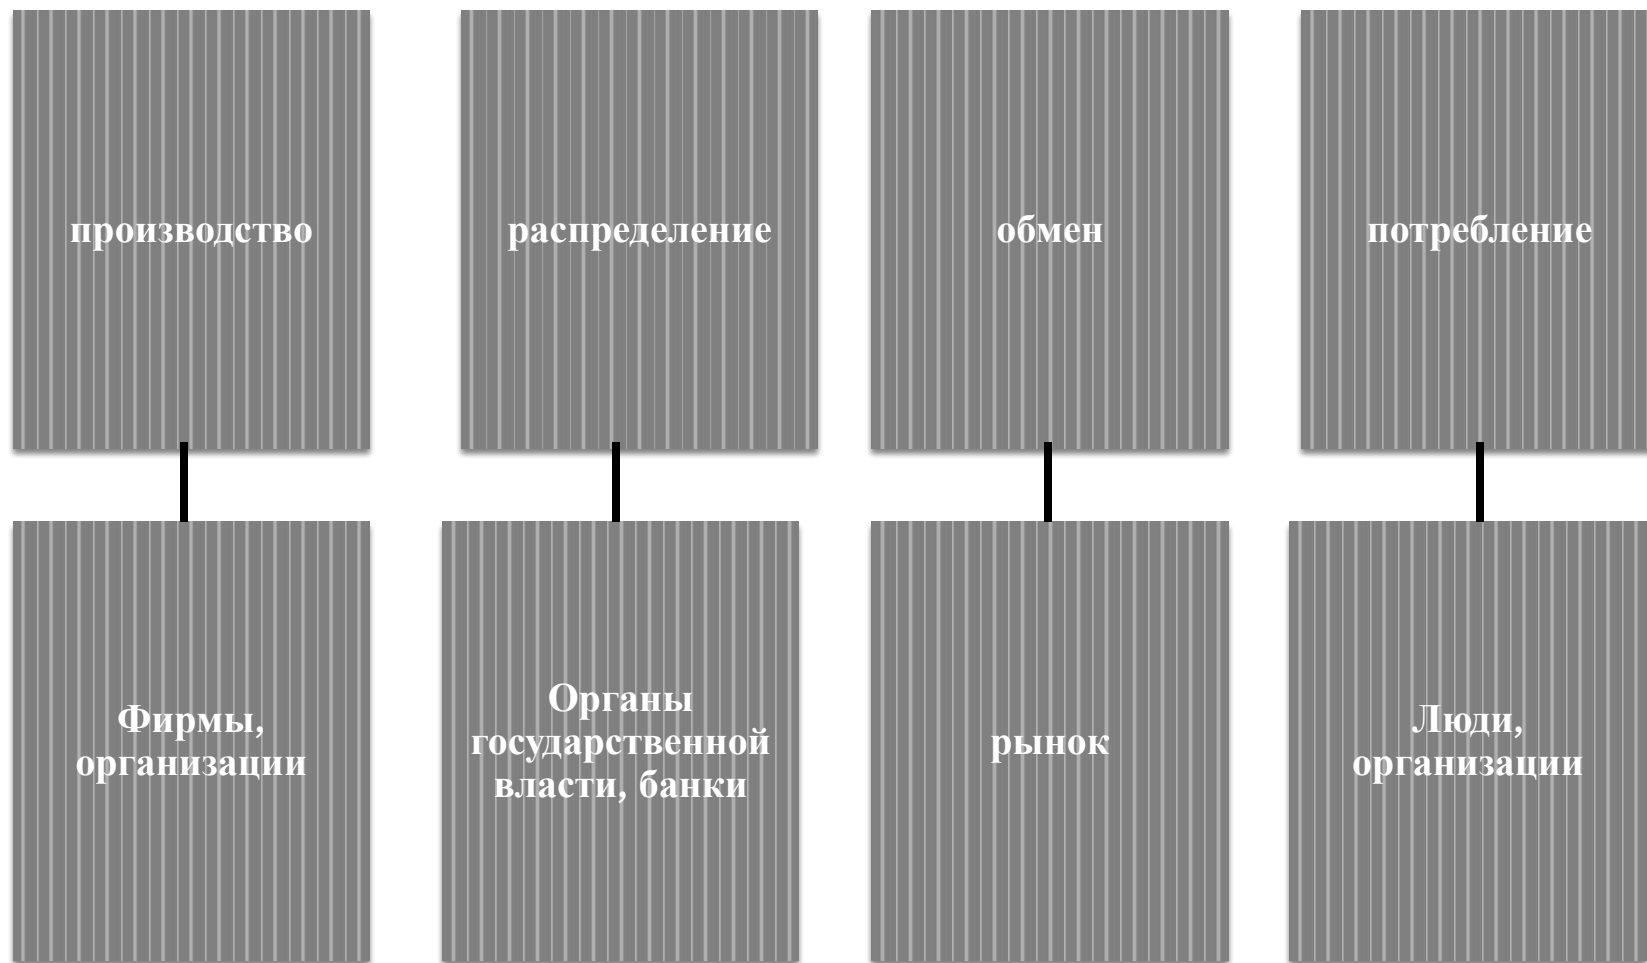 производство
распределение
обмен
потребление
Фирмы,
организации
Органы
государственной
власти, банки
рынок
Люди,
организации